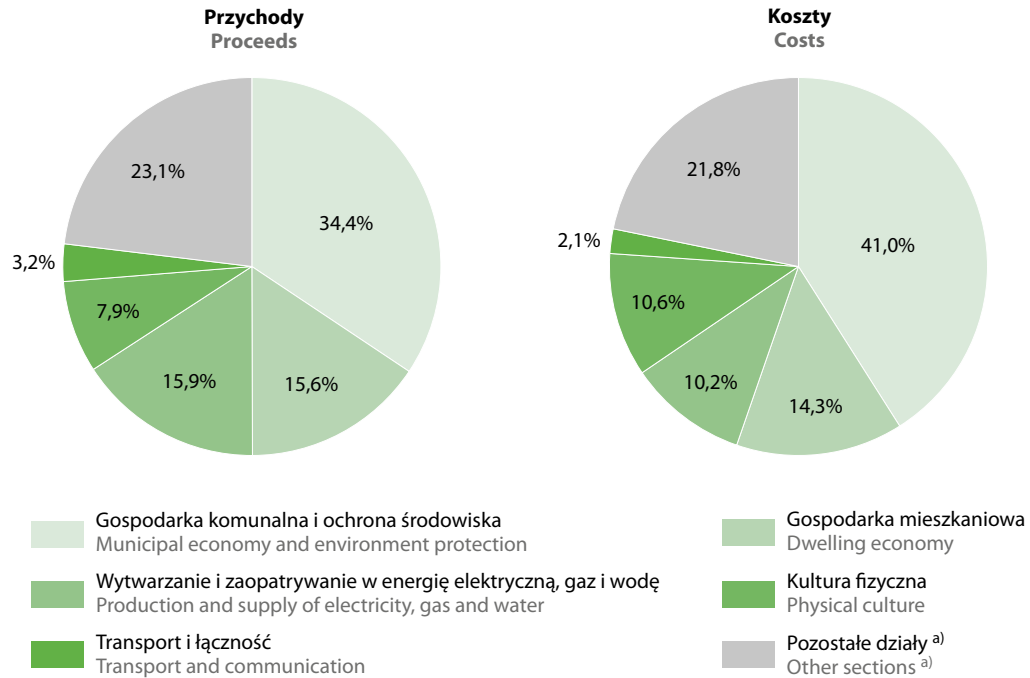 Przychody
Proceeds
23,1%
34,4%
3,2%
7,9%
15,9%
15,6%
Koszty
Costs
21,8%
41,0%
2,1%
10,6%
10,2%
14,3%
Gospodarka komunalna i ochrona środowiska
Municipal economy and environment protection
Wytwarzanie i zaopatrywanie w energię elektryczną, gaz i wodę
Production and supply of electricity, gas and water
Transport i łączność
Transport and communication
Gospodarka mieszkaniowa
Dwelling economy
Kultura fizyczna
Physical culture
Pozostałe działy a)
Other sections a)